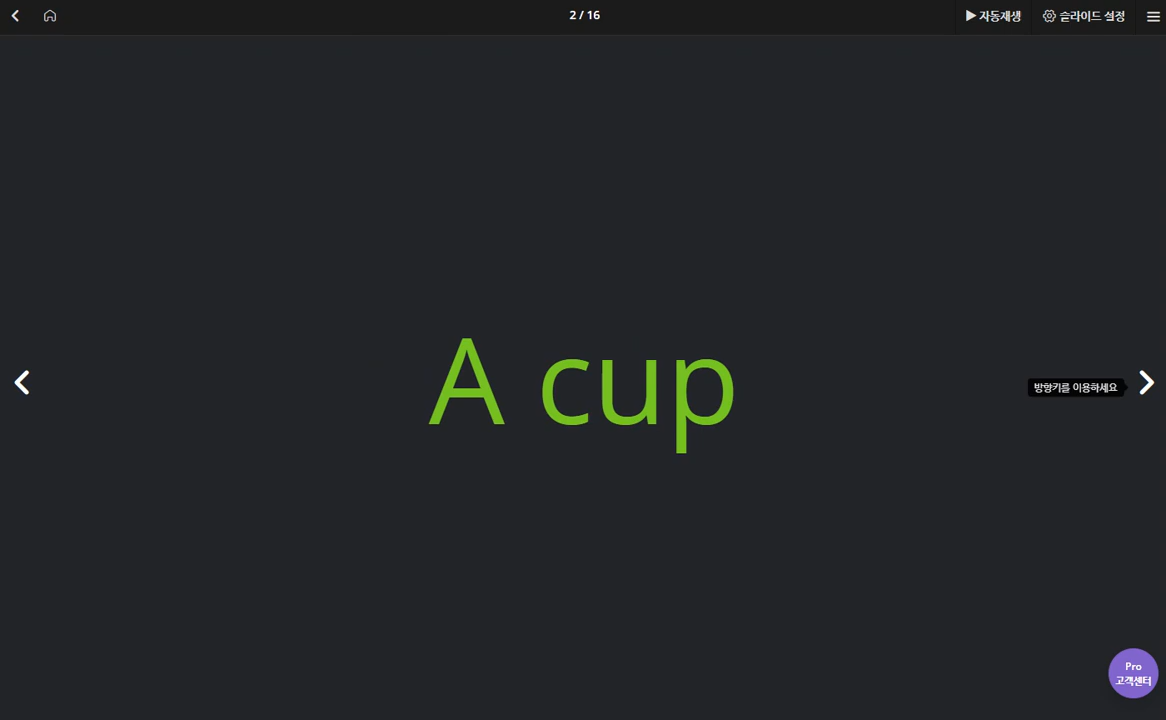 2 / 16
▶ 자동재생
슬라이드 설정
A cup
방향키를 이용하세요
Pro
고객센터